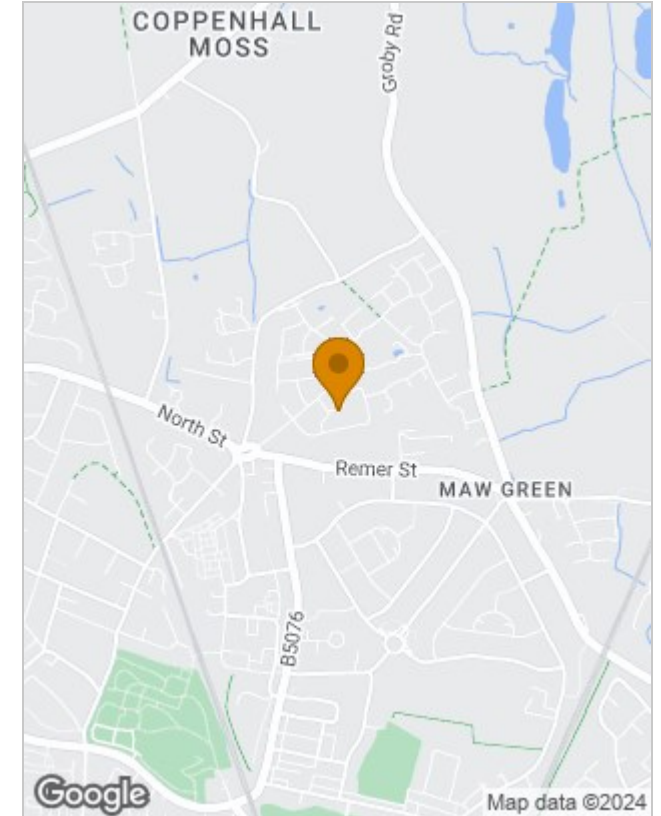 COPPENHALL
MOSS
Groby Rd
North St
Remer St
MAW GREEN
B5076
Google
Map data ©2024